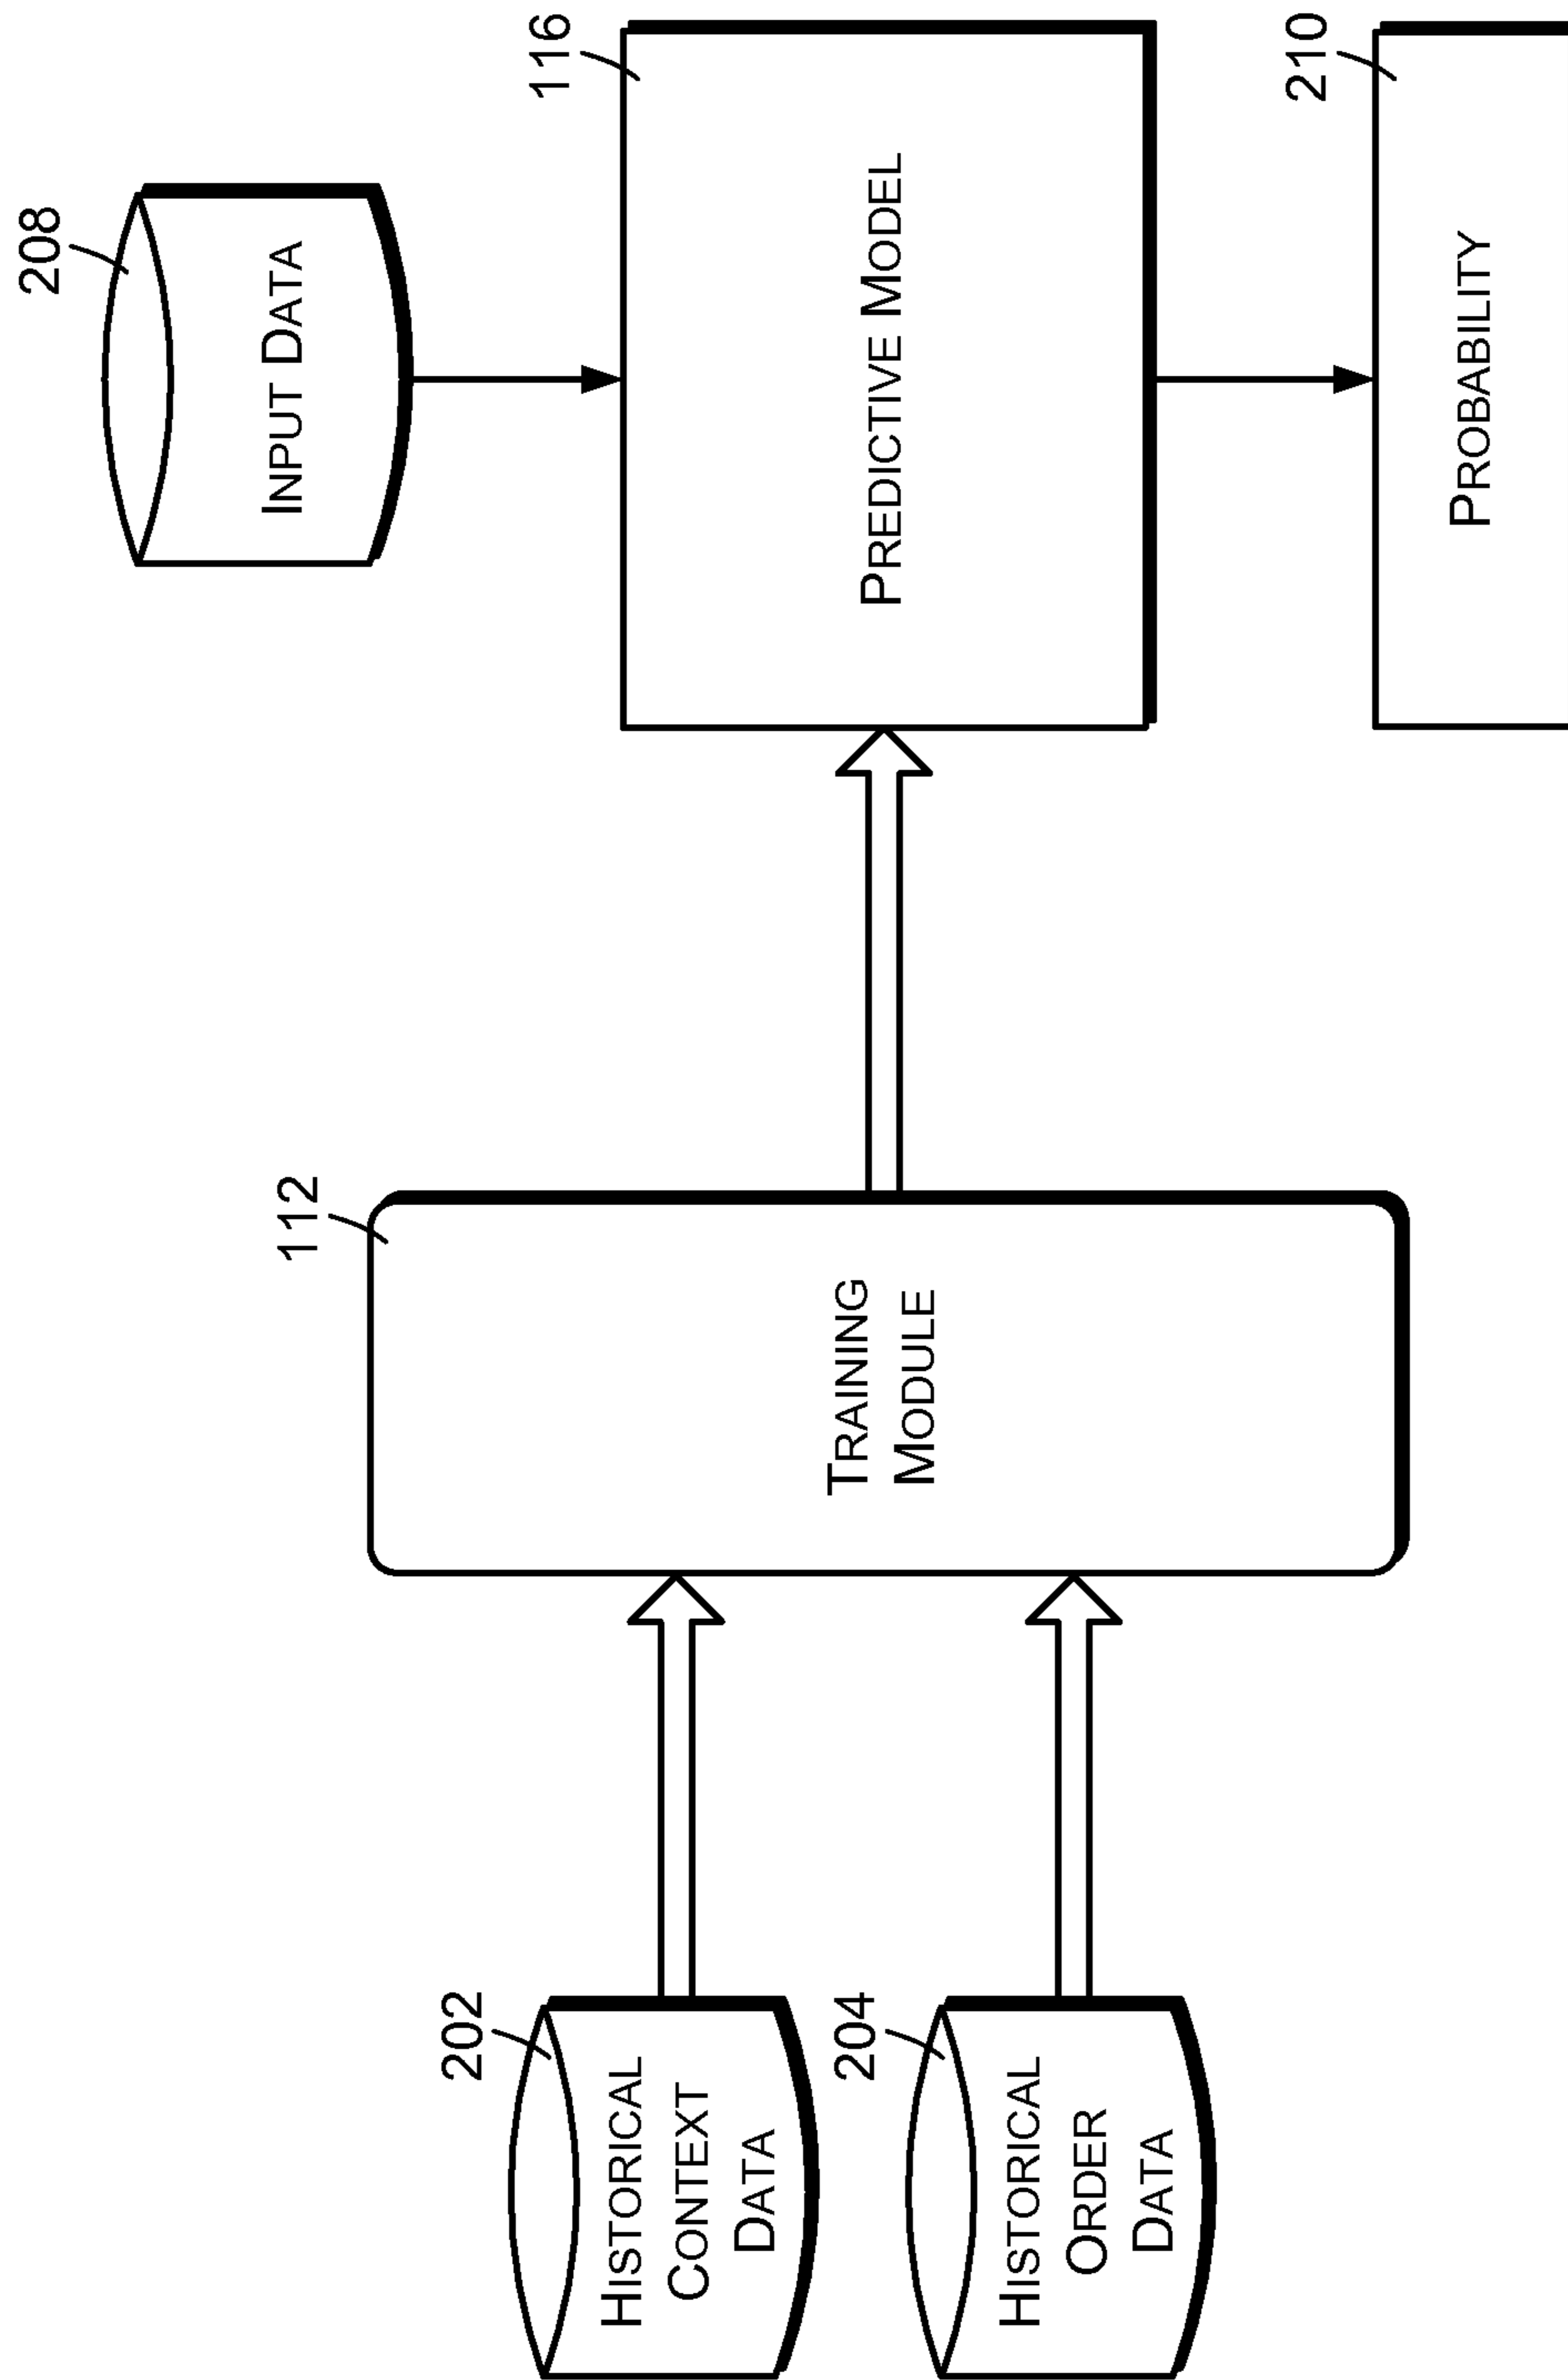 202
HISTORICAL
CONTEXT
DATA
204
HISTORICAL
ORDER
DATA
112
TRAINING
MODULE
208
INPUT DATA
116
PREDICTIVE MODEL
210
PROBABILITY